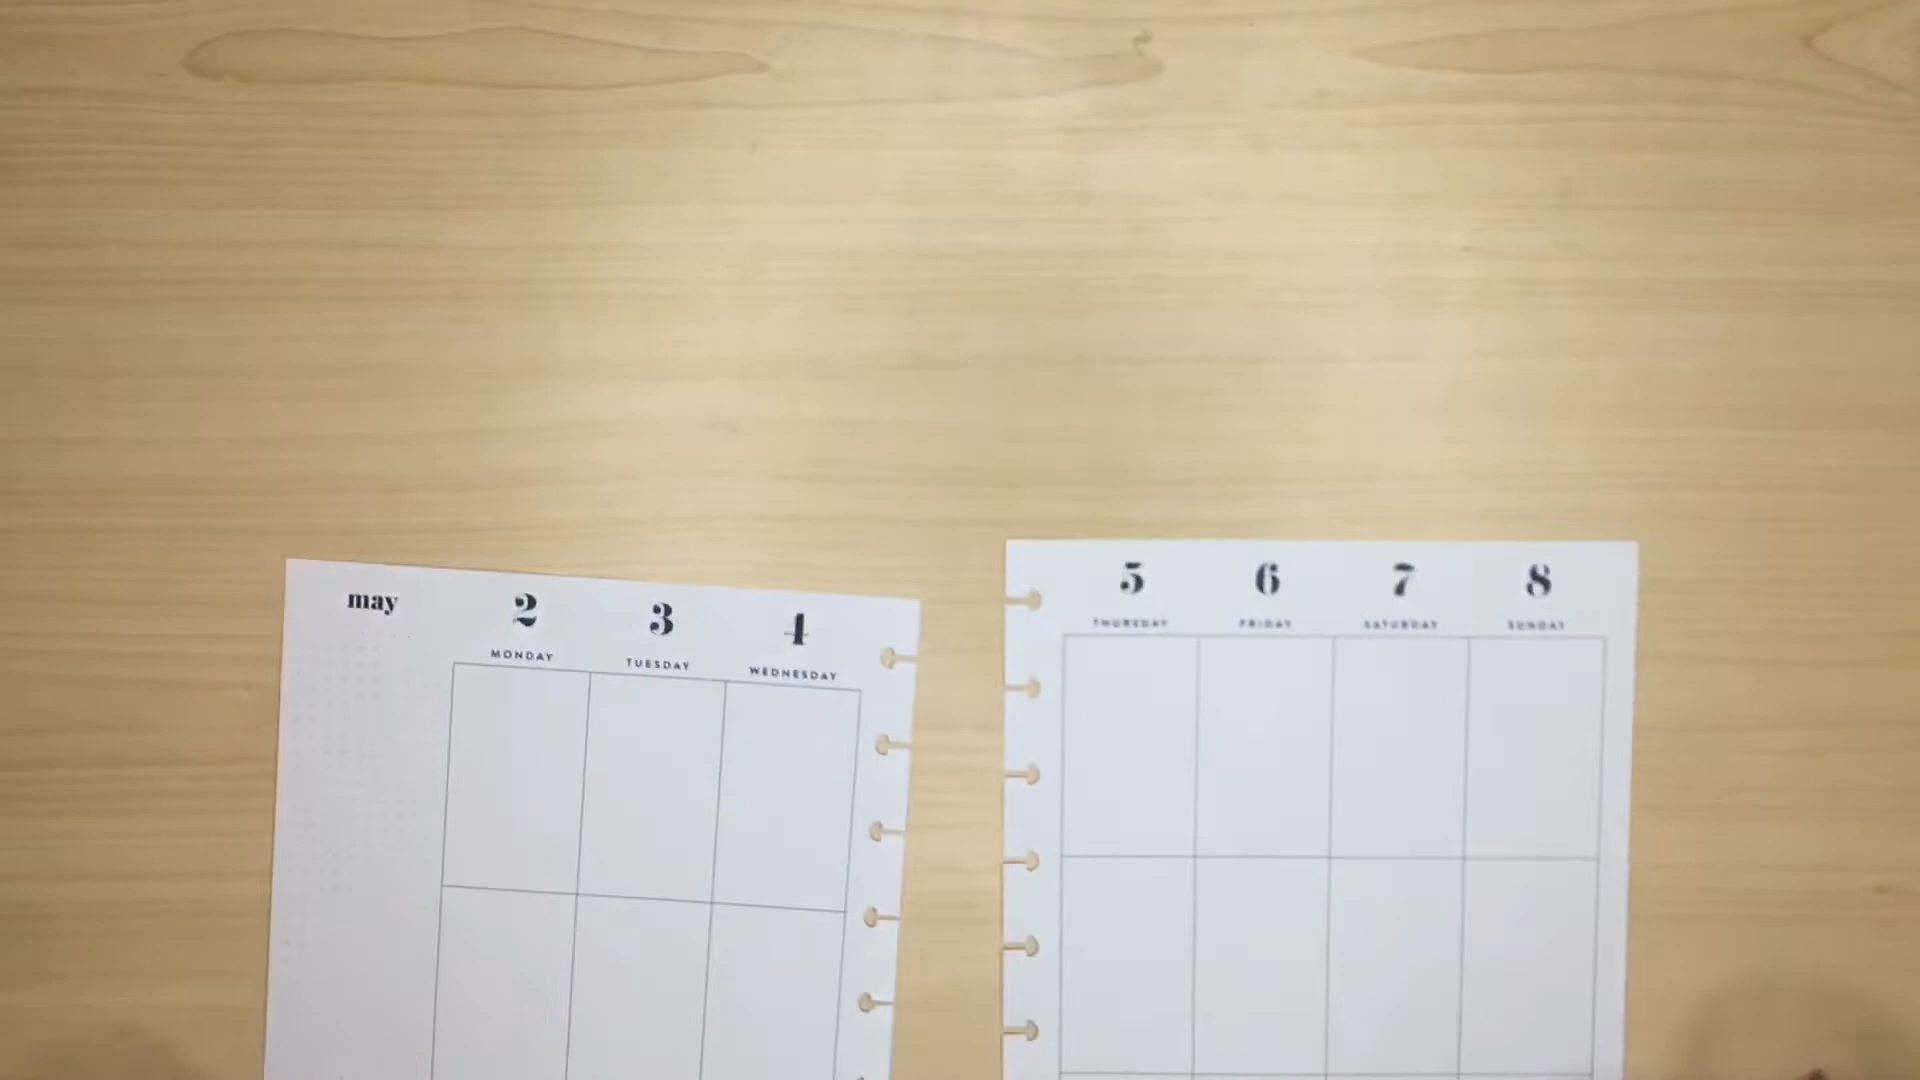 may
2 3 4
MONDAY TUESDAY WEDNESDAY
5 6 7 8
THURSDAY FRIDAY SATURDAY SUNDAY